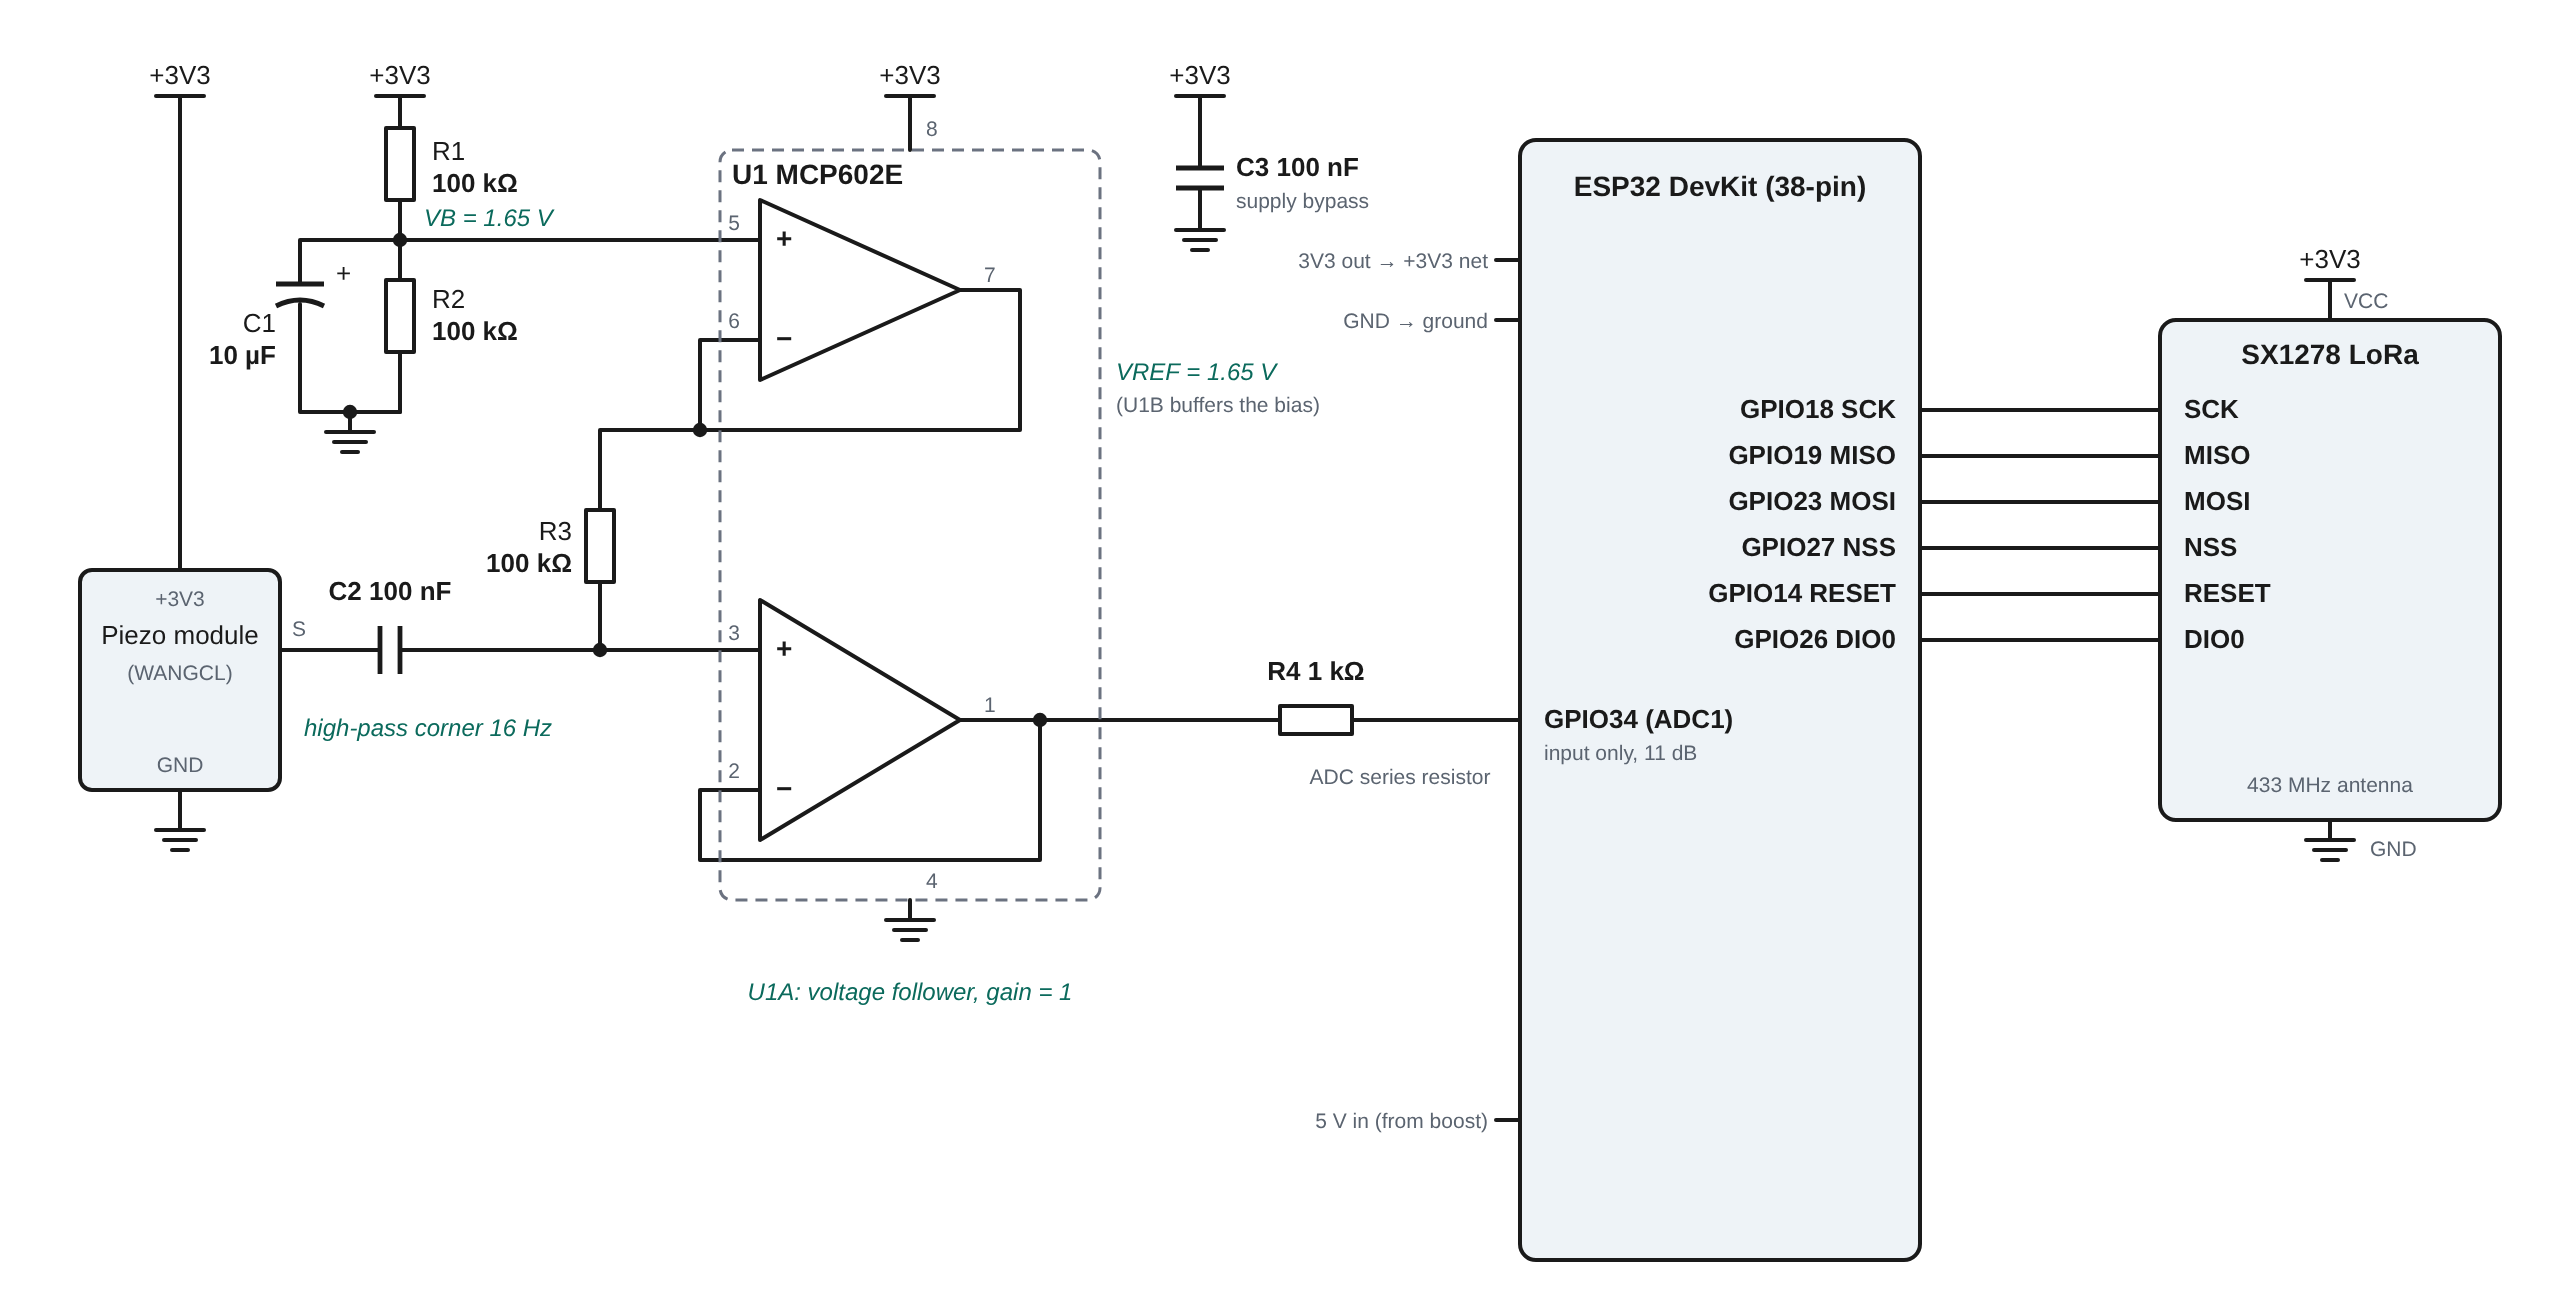 +3V3
+3V3
+3V3
+3V3
R1
100 kΩ
VB = 1.65 V
+
C1
10 µF
R2
100 kΩ
8
U1 MCP602E
5
+
6
−
7
C3 100 nF
supply bypass
VREF = 1.65 V
(U1B buffers the bias)
R3
100 kΩ
+3V3
Piezo module
(WANGCL)
GND
S
C2 100 nF
high-pass corner 16 Hz
3
+
2
−
1
4
U1A: voltage follower, gain = 1
R4 1 kΩ
ADC series resistor
ESP32 DevKit (38-pin)
3V3 out → +3V3 net
GND → ground
GPIO18 SCK
GPIO19 MISO
GPIO23 MOSI
GPIO27 NSS
GPIO14 RESET
GPIO26 DIO0
GPIO34 (ADC1)
input only, 11 dB
5 V in (from boost)
+3V3
VCC
SX1278 LoRa
SCK
MISO
MOSI
NSS
RESET
DIO0
433 MHz antenna
GND